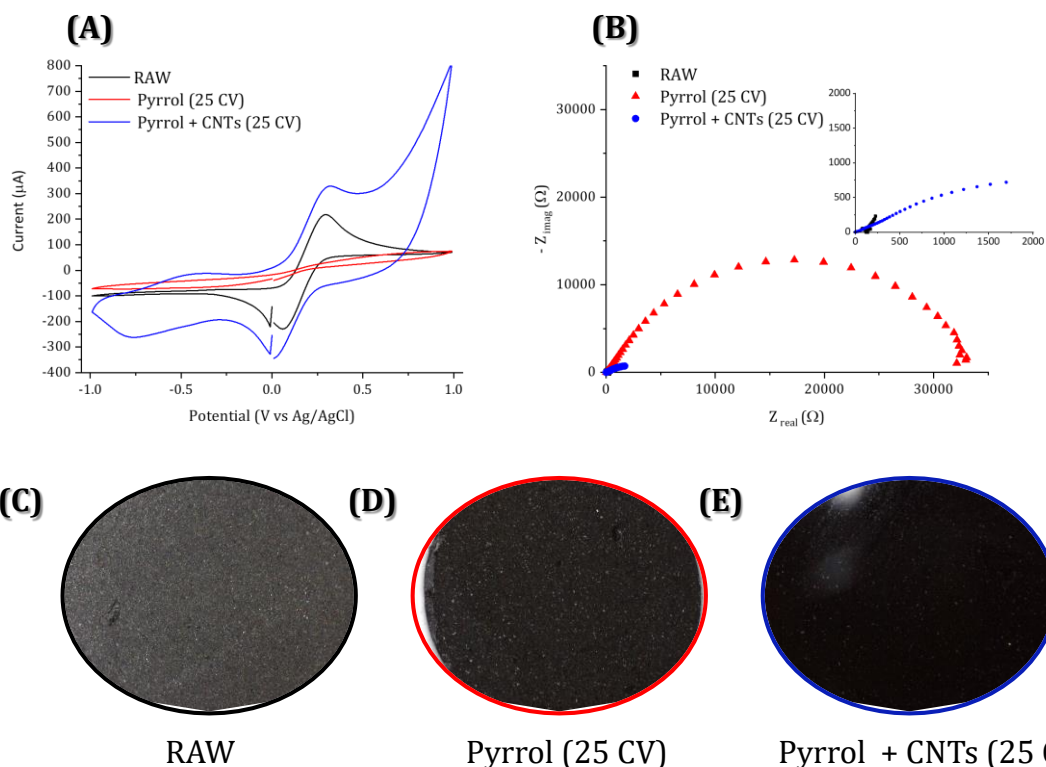 (A)
800
700
600
500
400
300
200
100
0
-100
-200
-300
-400
Current (µA)
RAW
Pyrrol (25 CV)
Pyrrol + CNTs (25 CV)
-1.0
-0.5
0.0
0.5
1.0
Potential (V vs Ag/AgCl)
(B)
30000
20000
10000
0
- Z imag (Ω)
RAW
Pyrrol (25 CV)
Pyrrol + CNTs (25 CV)
2000
1500
1000
500
0
0
500
1000
1500
2000
0
10000
20000
30000
Z real (Ω)
(C)
(D)
(E)
RAW
Pyrrol (25 CV)
Pyrrol + CNTs (25 C